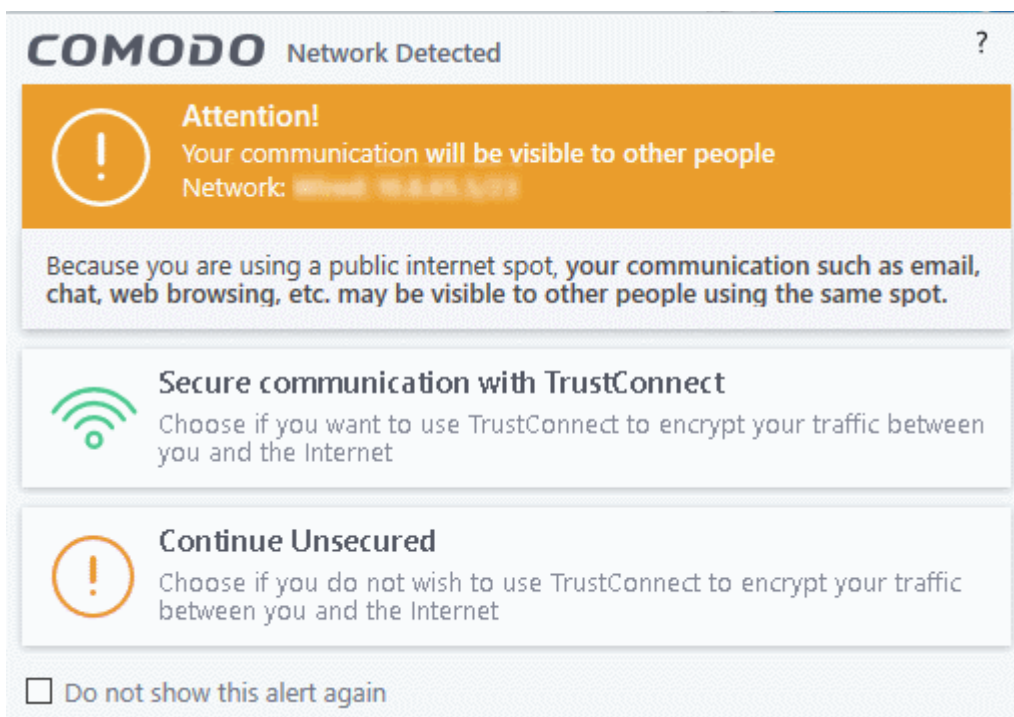 COMODO Network Detected ?
Attention!
Your communication will be visible to other people
Network:
Because you are using a public internet spot, your communication such as email,
chat, web browsing, etc. may be visible to other people using the same spot.
Secure communication with TrustConnect
Choose if you want to use TrustConnect to encrypt your traffic between
you and the Internet
Continue Unsecured
Choose if you do not wish to use TrustConnect to encrypt your traffic
between you and the Internet
Do not show this alert again